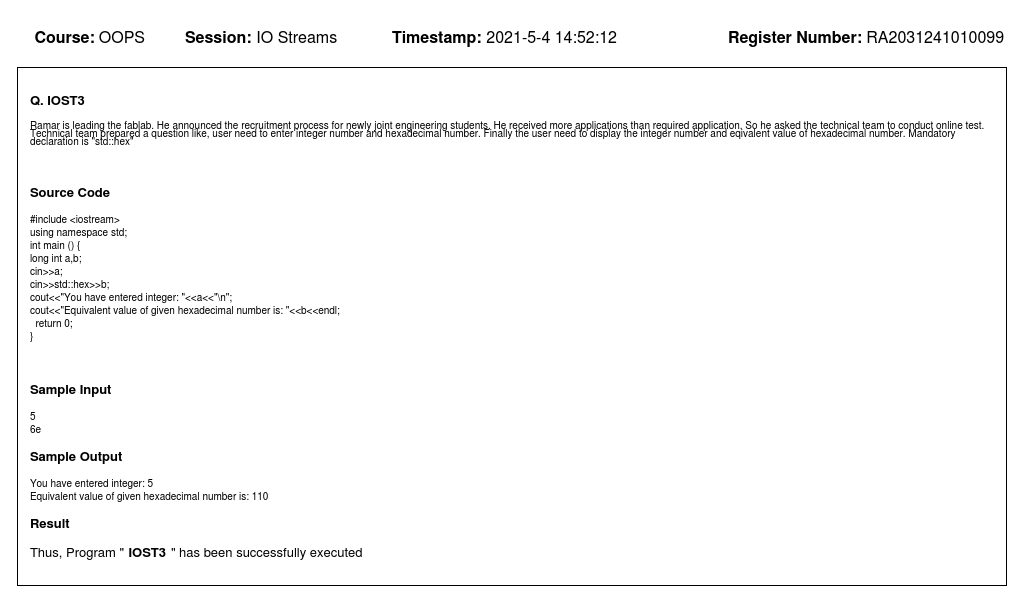 Course: OOPS Session: IO Streams Timestamp: 2021-5-4 14:52:12 Register Number: RA2031241010099
Q. IOST3
Ramar is leading the fablab. He announced the recruitment process for newly joint engineering students. He received more applications than required application, So he asked the technical team to conduct online test.
Technical team prepared a question like, user need to enter integer number and hexadecimal number. Finally the user need to display the integer number and eqivalent value of hexadecimal number. Mandatory
declaration is "std::hex"
Source Code
#include <iostream>
using namespace std;
int main () {
long int a,b;
cin>>a;
cin>>std::hex>>b;
cout<<"You have entered integer: "<<a<<"\n";
cout<<"Equivalent value of given hexadecimal number is: "<<b<<endl;
return 0;
}
Sample Input
5
6e
Sample Output
You have entered integer: 5
Equivalent value of given hexadecimal number is: 110
Result
Thus, Program " IOST3 " has been successfully executed